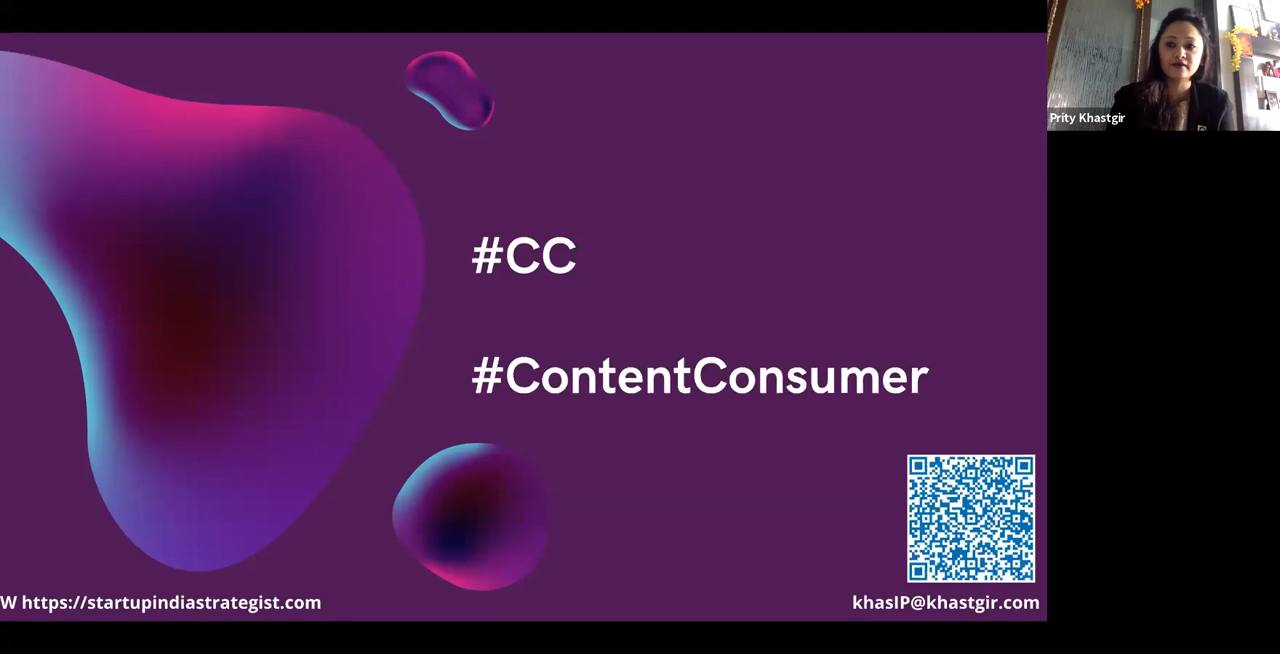 Prity Khastgir
#CC
#ContentConsumer
W https://startupindiastrategist.com
khasIP@khastgir.com